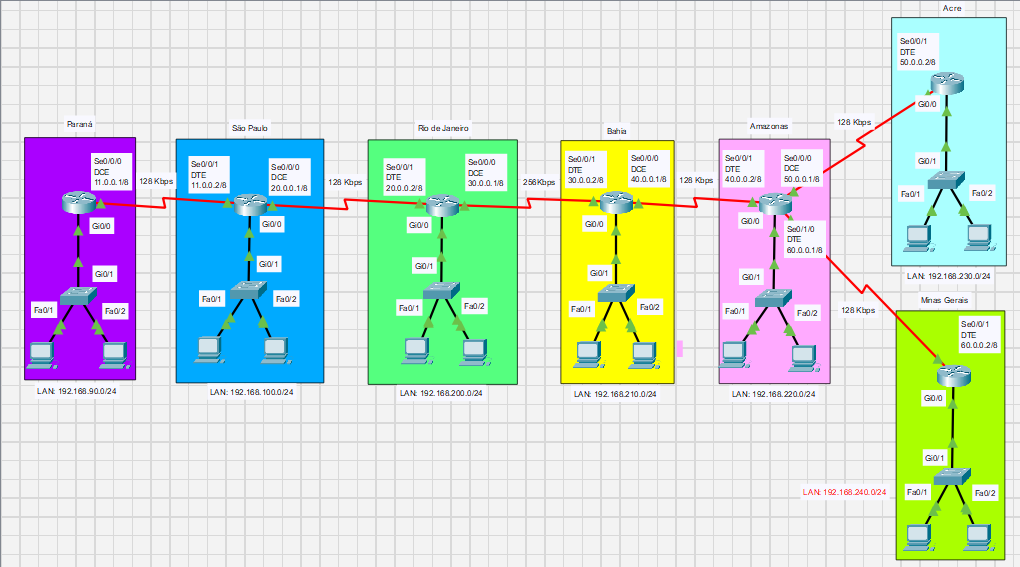 Acre
Se0/0/1
DTE
50.0.0.2/8
Gi0/0
128 Kbps
Gi0/1
Fa0/1
Fa0/2
LAN: 192.168.230.0/24
Paraná
Se0/0/0
DCE
11.0.0.1/8
128 Kbps
Gi0/0
Gi0/1
Fa0/1
Fa0/2
LAN: 192.168.90.0/24
São Paulo
Se0/0/1
DTE
11.0.0.2/8
Se0/0/0
DCE
20.0.0.1/8
128 Kbps
Gi0/0
Gi0/1
Fa0/1
Fa0/2
LAN: 192.168.100.0/24
Rio de Janeiro
Se0/0/1
DTE
20.0.0.2/8
Se0/0/0
DCE
30.0.0.1/8
256Kbps
Gi0/0
Gi0/1
Fa0/1
Fa0/2
LAN: 192.168.200.0/24
Bahia
Se0/0/1
DTE
30.0.0.2/8
Se0/0/0
DCE
40.0.0.1/8
128 Kbps
Gi0/0
Gi0/1
Fa0/1
Fa0/2
LAN: 192.168.210.0/24
Amazonas
Se0/0/1
DTE
40.0.0.2/8
Se0/0/0
DCE
50.0.0.1/8
Gi0/0
Se0/1/0
DTE
60.0.0.1/8
Gi0/1
Fa0/1
Fa0/2
LAN: 192.168.220.0/24
128 Kbps
Minas Gerais
Se0/0/1
DTE
60.0.0.2/8
Gi0/0
Gi0/1
Fa0/1
Fa0/2
LAN: 192.168.240.0/24